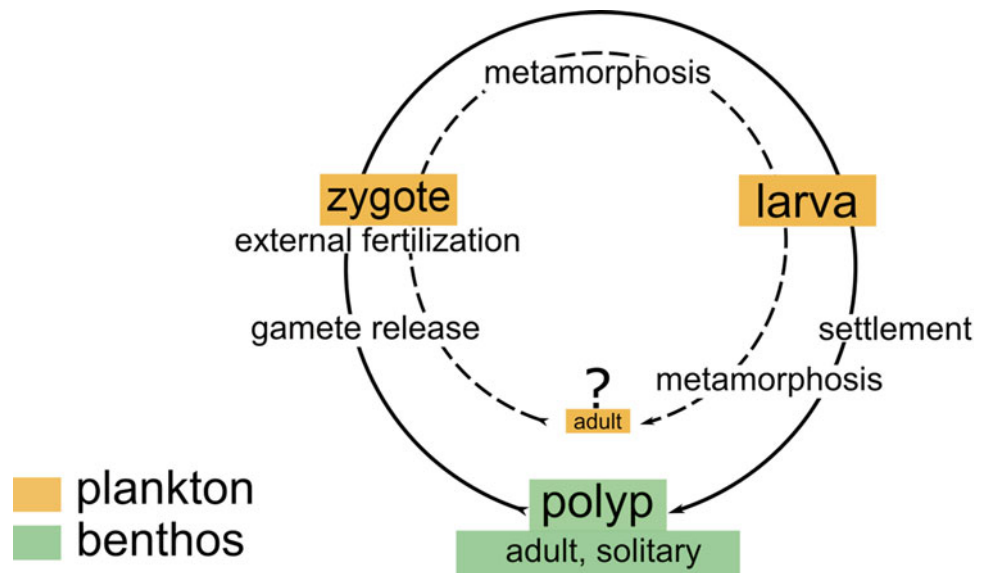 metamorphosis
zygote
larva
external fertilization
gamete release
settlement
metamorphosis
?
adult
plankton
polyp
benthos
adult, solitary